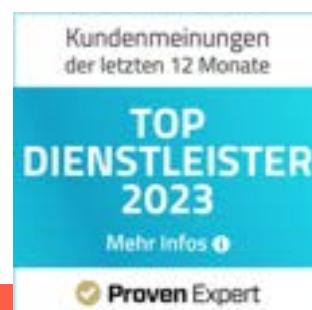 Kundenmeinungen
der letzten 12 Monate
TOP
DIENSTLEISTER
2023
Mehr Infos i
Proven Expert